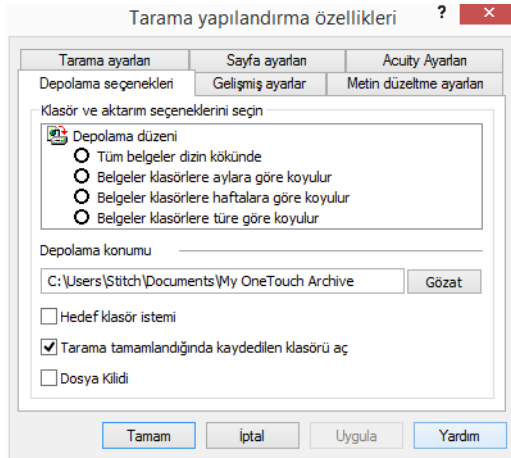 Tarama yapılandırma özellikleri
Tarama ayarları Sayfa ayarları Acuity Ayarları
Depolama seçenekleri Gelişmiş ayarlar Metin düzeltme ayarları
Klasör ve aktarım seçeneklerini seçin
Depolama düzeni
Tüm belgeler dizin kökünde
Belgeler klasörlere aylara göre koyulur
Belgeler klasörlere haftalara göre koyulur
Belgeler klasörlere türe göre koyulur
Depolama konumu
C:\Users\Stitch\Documents\My OneTouch Archive Gözat
Hedef klasör istemi
Tarama tamamlandığında kaydedilen klasörü aç
Dosya Kilidi
Tamam İptal Uygula Yardım